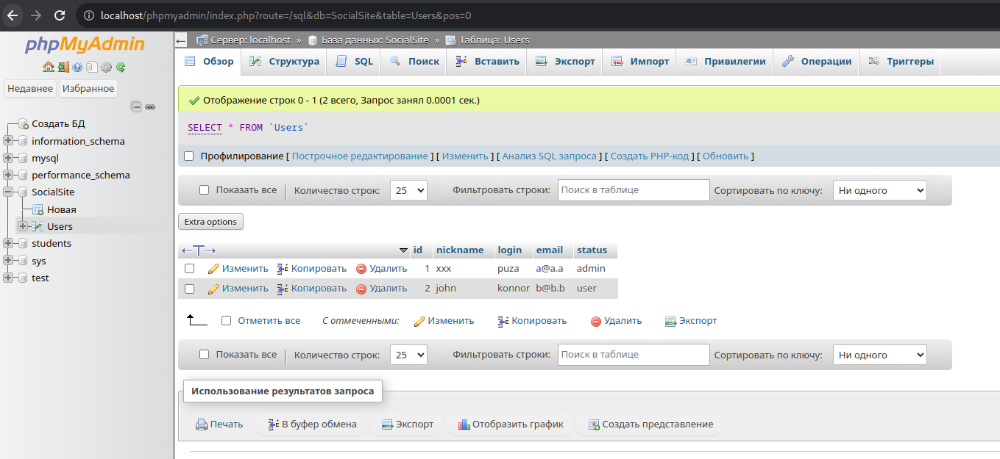 localhost/phpmyadmin/index.php?route=/sql&db=SocialSite&table=Users&pos=0
phpMyAdmin
Недавнее Избранное
Создать БД
information_schema
mysql
performance_schema
SocialSite
Новая
Users
students
sys
test
Сервер: localhost » База данных: SocialSite » Таблица: Users
Обзор Структура SQL Поиск Вставить Экспорт Импорт Привилегии Операции Триггеры
Отображение строк 0 - 1 (2 всего, Запрос занял 0.0001 сек.)
SELECT * FROM `Users`
Профилирование [ Построчное редактирование ] [ Изменить ] [ Анализ SQL запроса ] [ Создать PHP-код ] [ Обновить ]
Показать все | Количество строк: 25 Фильтровать строки: Поиск в таблице Сортировать по ключу: Ни одного
Extra options
←T→ id nickname login email status
Изменить Копировать Удалить 1 xxx puza a@a.a admin
Изменить Копировать Удалить 2 john konnor b@b.b user
Отметить все С отмеченными: Изменить Копировать Удалить Экспорт
Показать все | Количество строк: 25 Фильтровать строки: Поиск в таблице Сортировать по ключу: Ни одного
Использование результатов запроса
Печать В буфер обмена Экспорт Отобразить график Создать представление